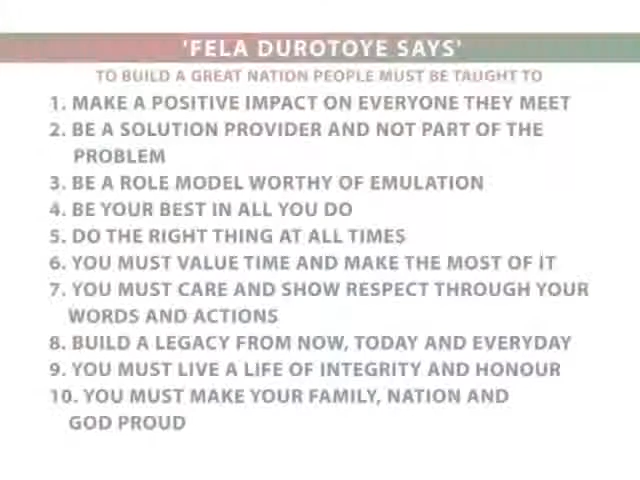 'FELA DUROTOYE SAYS'
TO BUILD A GREAT NATION PEOPLE MUST BE TAUGHT TO
1. MAKE A POSITIVE IMPACT ON EVERYONE THEY MEET
2. BE A SOLUTION PROVIDER AND NOT PART OF THE
PROBLEM
3. BE A ROLE MODEL WORTHY OF EMULATION
4. BE YOUR BEST IN ALL YOU DO
5. DO THE RIGHT THING AT ALL TIMES
6. YOU MUST VALUE TIME AND MAKE THE MOST OF IT
7. YOU MUST CARE AND SHOW RESPECT THROUGH YOUR
WORDS AND ACTIONS
8. BUILD A LEGACY FROM NOW, TODAY AND EVERYDAY
9. YOU MUST LIVE A LIFE OF INTEGRITY AND HONOUR
10. YOU MUST MAKE YOUR FAMILY, NATION AND
GOD PROUD